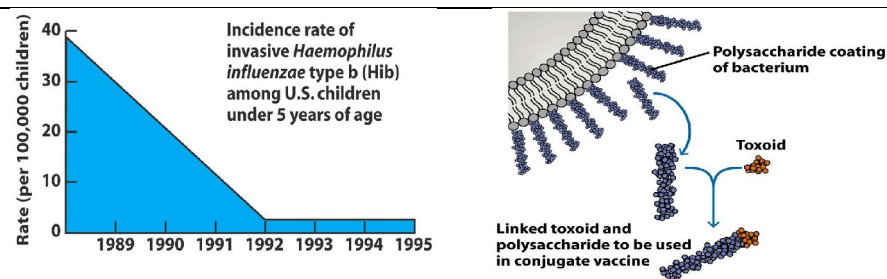 Incidence rate of
invasive Haemophilus
influenzae type b (Hib)
among U.S. children
under 5 years of age
Rate (per 100,000 children)
40
30
20
10
0
1989 1990 1991 1992 1993 1994 1995
Polysaccharide coating
of bacterium
Toxoid
Linked toxoid and
polysaccharide to be used
in conjugate vaccine